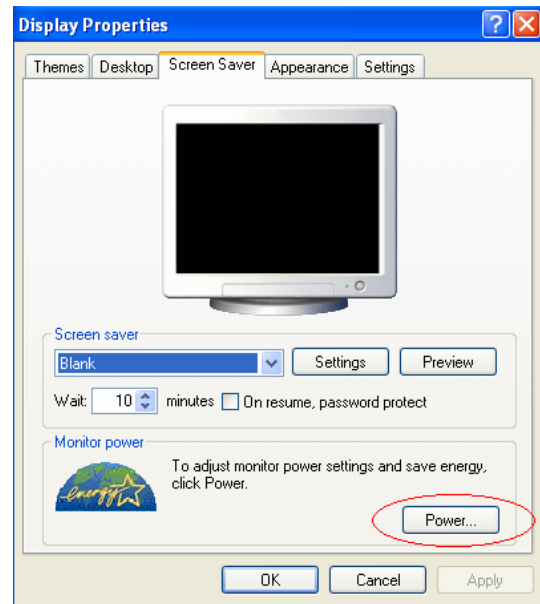 Display Properties
Themes Desktop Screen Saver Appearance Settings
Screen saver
Blank Settings Preview
Wait: 10 minutes On resume, password protect
Monitor power
To adjust monitor power settings and save energy,
click Power.
energy
Power...
OK Cancel Apply